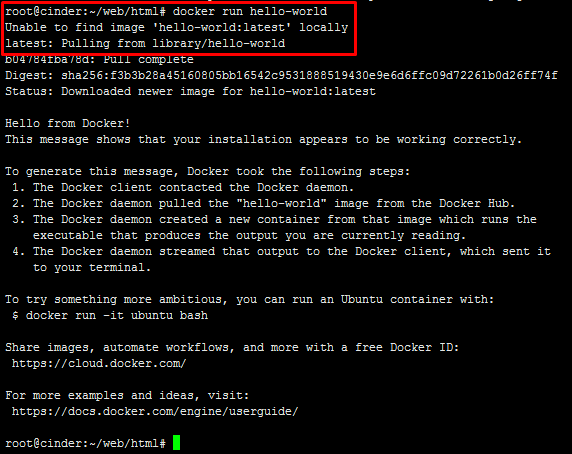 root@cinder:~/web/html# docker run hello-world
Unable to find image 'hello-world:latest' locally
latest: Pulling from library/hello-world
b04784fba78d: Pull complete
Digest: sha256:f3b3b28a45160805bb16542c9531888519430e9e6d6ffc09d72261b0d26ff74f
Status: Downloaded newer image for hello-world:latest
Hello from Docker!
This message shows that your installation appears to be working correctly.
To generate this message, Docker took the following steps:
1. The Docker client contacted the Docker daemon.
2. The Docker daemon pulled the "hello-world" image from the Docker Hub.
3. The Docker daemon created a new container from that image which runs the
executable that produces the output you are currently reading.
4. The Docker daemon streamed that output to the Docker client, which sent it
to your terminal.
To try something more ambitious, you can run an Ubuntu container with:
$ docker run -it ubuntu bash
Share images, automate workflows, and more with a free Docker ID:
https://cloud.docker.com/
For more examples and ideas, visit:
https://docs.docker.com/engine/userguide/
root@cinder:~/web/html#